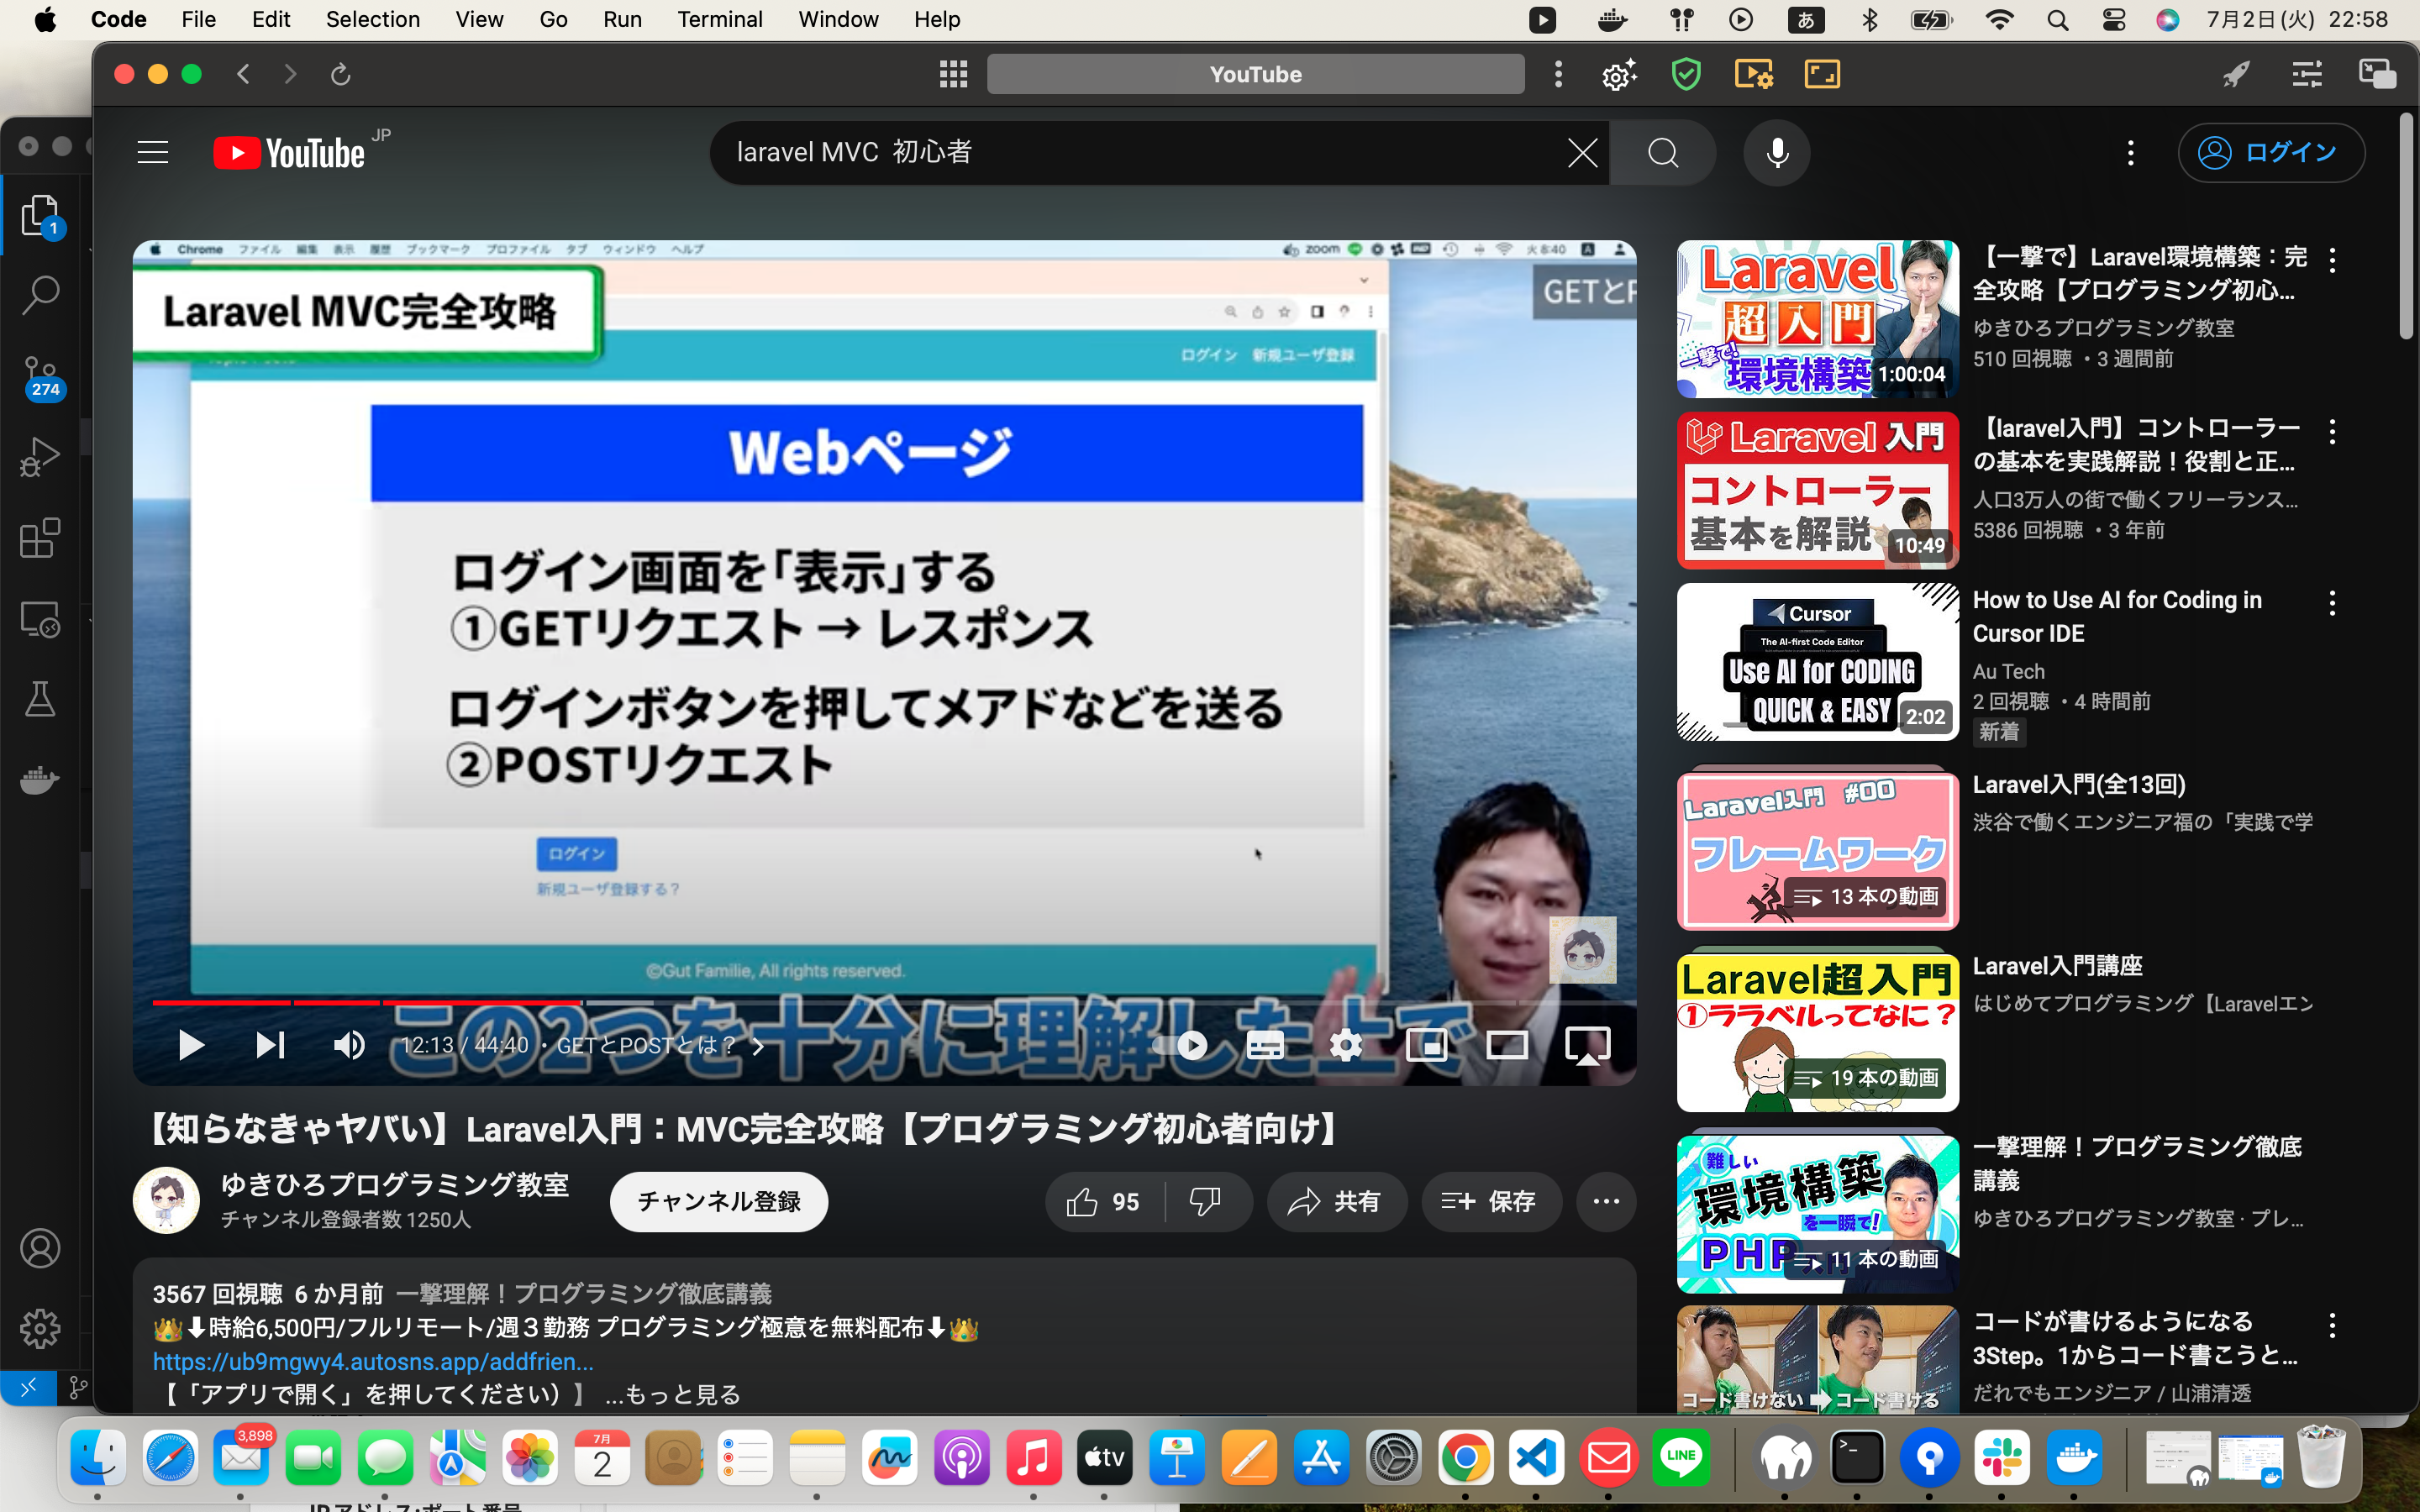 Code File Edit Selection View Go Run Terminal Window Help
あ 7月2日(火) 22:58
YouTube
YouTube JP
laravel MVC 初心者
ログイン
1
274
Chrome ファイル 編集 表示 履歴 ブックマーク プロファイル タブ ウィンドウ ヘルプ
zoom 火 8:40 A
Laravel MVC完全攻略
GETとP
ログイン 新規ユーザ登録
Webページ
ログイン画面を「表示」する
①GETリクエスト → レスポンス
ログインボタンを押してメアドなどを送る
②POSTリクエスト
ログイン
新規ユーザ登録する?
©Gut Familie, All rights reserved.
この2つを十分に理解した上で
12:13 / 44:40 ・GETとPOSTとは?
【知らなきゃヤバい】Laravel入門:MVC完全攻略【プログラミング初心者向け】
ゆきひろプログラミング教室
チャンネル登録者数 1250人
チャンネル登録
95
共有
保存
3567 回視聴 6 か月前 一撃理解!プログラミング徹底講義
👑⬇時給6,500円/フルリモート/週3勤務 プログラミング極意を無料配布⬇👑
https://ub9mgwy4.autosns.app/addfrien...
【「アプリで開く」を押してください)】 ...もっと見る
Laravel
超入門
一撃で!
環境構築
1:00:04
【一撃で】Laravel環境構築:完
全攻略【プログラミング初心...
ゆきひろプログラミング教室
510 回視聴 ・3 週間前
Laravel 入門
コントローラー
基本を解説
10:49
【laravel入門】コントローラー
の基本を実践解説!役割と正...
人口3万人の街で働くフリーランス...
5386 回視聴 ・3 年前
Cursor
The AI-first Code Editor
Use AI for CODING
QUICK & EASY
2:02
How to Use AI for Coding in
Cursor IDE
Au Tech
2 回視聴 ・4 時間前
新着
Laravel入門 #00
フレームワーク
13 本の動画
Laravel入門(全13回)
渋谷で働くエンジニア福の「実践で学
Laravel超入門
①ララベルってなに?
19 本の動画
Laravel入門講座
はじめてプログラミング【Laravelエン
難しい
環境構築
を一瞬で!
PHP
11 本の動画
一撃理解!プログラミング徹底
講義
ゆきひろプログラミング教室 · プレ...
コード書けない
コード書ける
コードが書けるようになる
3Step。1からコード書こうと...
だれでもエンジニア / 山浦清透
3,898
7月
2
tv
LINE